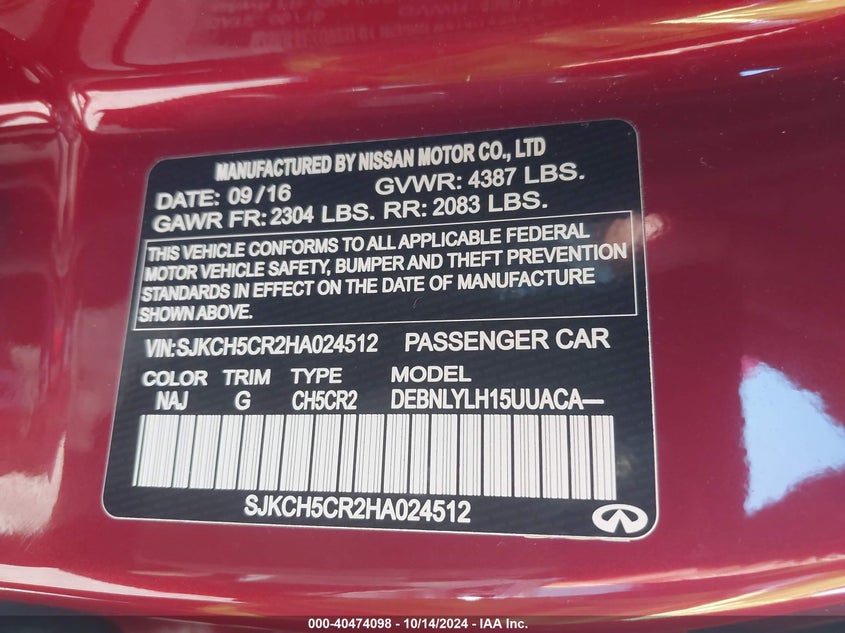 MANUFACTURED BY NISSAN MOTOR CO., LTD
DATE: 09/16 GVWR: 4387 LBS.
GAWR FR: 2304 LBS. RR: 2083 LBS.
THIS VEHICLE CONFORMS TO ALL APPLICABLE FEDERAL
MOTOR VEHICLE SAFETY, BUMPER AND THEFT PREVENTION
STANDARDS IN EFFECT ON THE DATE OF MANUFACTURE
SHOWN ABOVE.
VIN:SJKCH5CR2HA024512 PASSENGER CAR
COLOR TRIM TYPE MODEL
NAJ G CH5CR2 DEBNLYLH15UUACA—
SJKCH5CR2HA024512
000-40474098 - 10/14/2024 - IAA Inc.